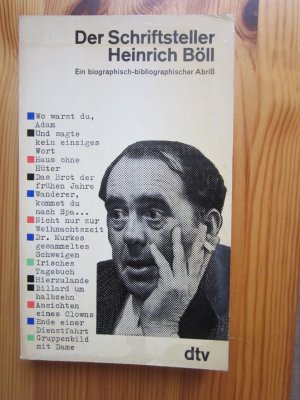 Der Schriftsteller
Heinrich Böll
Ein biographisch-bibliographischer Abriß
Wo warst du,
Adam
Und sagte
kein einziges
Wort
Haus ohne
Hüter
Das Brot der
frühen Jahre
Wanderer,
kommst du
nach Spa...
Nicht nur zur
Weihnachtszeit
Dr. Murkes
gesammeltes
Schweigen
Irisches
Tagebuch
Hierzulande
Billard um
halbzehn
Ansichten
eines Clowns
Ende einer
Dienstfahrt
Gruppenbild
mit Dame
dtv